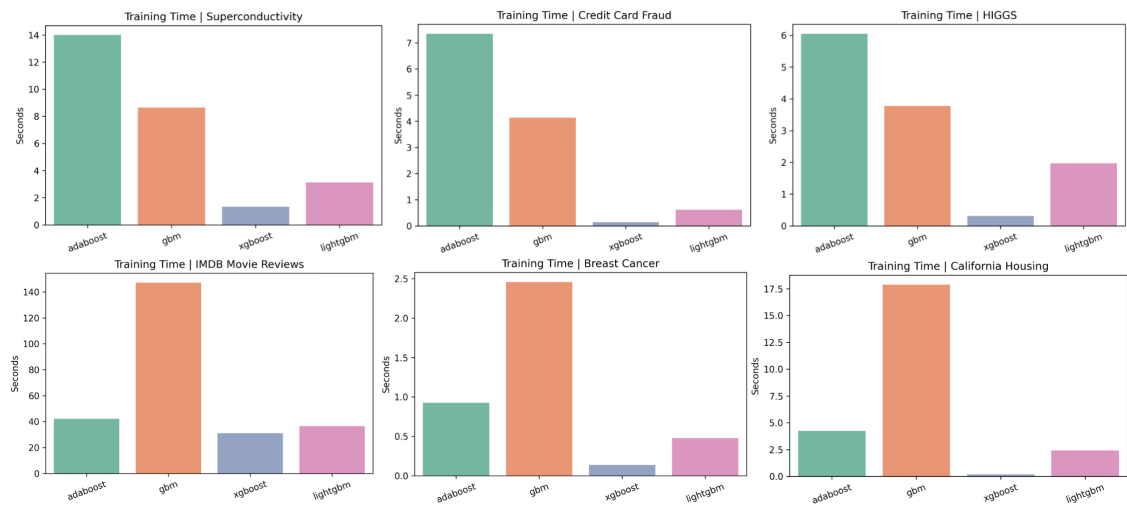 Training Time | Superconductivity
14
12
10
8
6
4
2
0
Seconds
adaboost
gbm
xgboost
lightgbm
Training Time | Credit Card Fraud
7
6
5
4
3
2
1
0
Seconds
adaboost
gbm
xgboost
lightgbm
Training Time | HIGGS
6
5
4
3
2
1
0
Seconds
adaboost
gbm
xgboost
lightgbm
Training Time | IMDB Movie Reviews
140
120
100
80
60
40
20
0
Seconds
adaboost
gbm
xgboost
lightgbm
Training Time | Breast Cancer
2.5
2.0
1.5
1.0
0.5
0.0
Seconds
adaboost
gbm
xgboost
lightgbm
Training Time | California Housing
17.5
15.0
12.5
10.0
7.5
5.0
2.5
0.0
Seconds
adaboost
gbm
xgboost
lightgbm